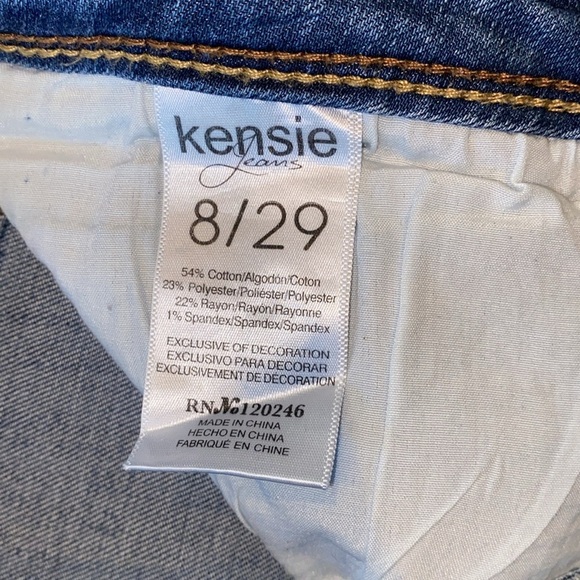 kensie
Jeans
8/29
54% Cotton/Algodón/Coton
23% Polyester/Poliéster/Polyester
22% Rayon/Rayón/Rayonne
1% Spandex/Spandex/Spandex
EXCLUSIVE OF DECORATION
EXCLUSIVO PARA DECORAR
EXCLUSIVEMENT DE DÉCORATION
RN№120246
MADE IN CHINA
HECHO EN CHINA
FABRIQUÉ EN CHINE